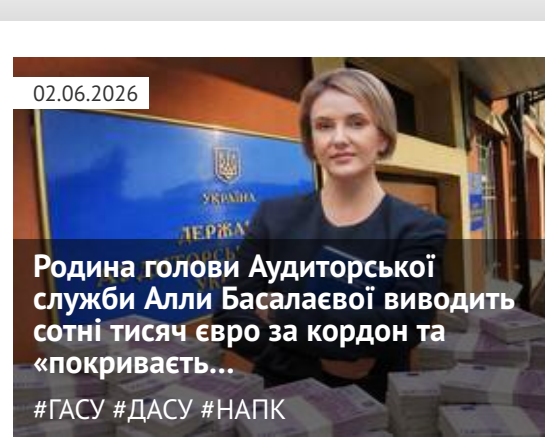 02.06.2026
УКРАЇНА
ДЕРЖА
Родина голови Аудиторської
служби Алли Басалаєвої виводить
сотні тисяч євро за кордон та
«покриваєть...
#ГАСУ #ДАСУ #НАПК